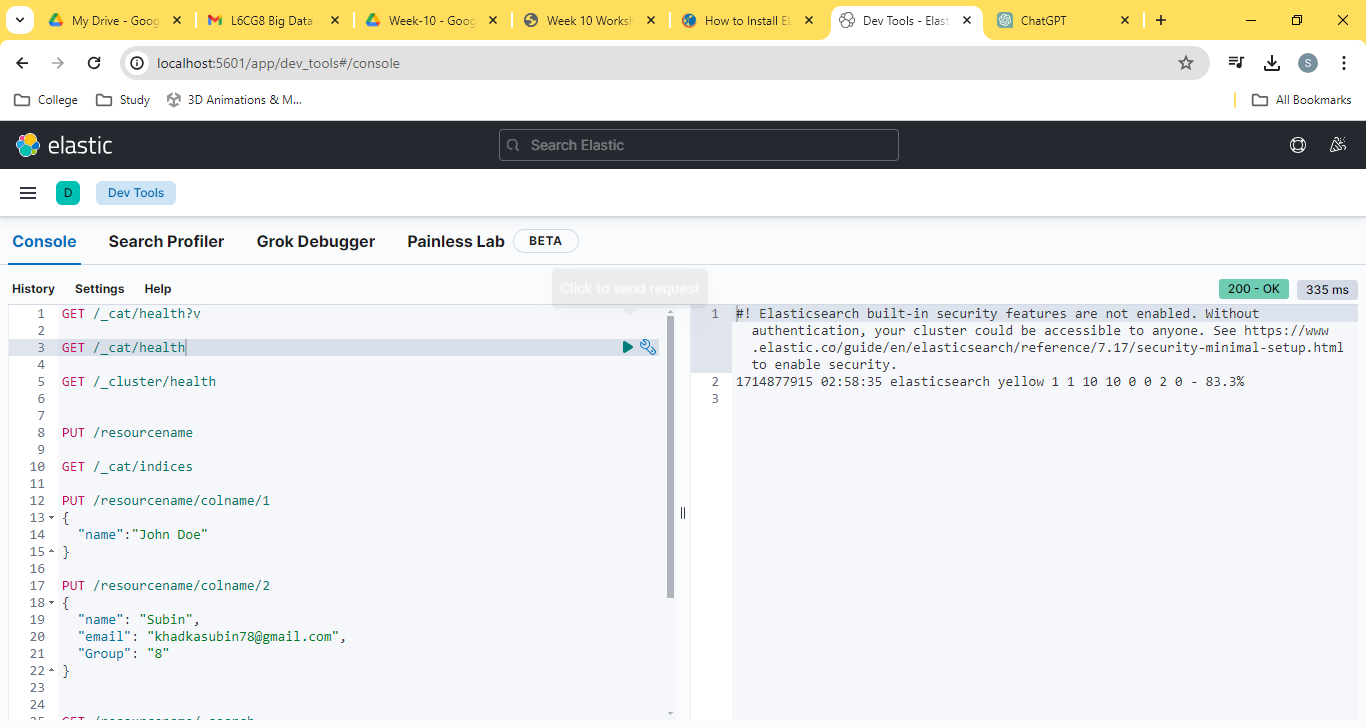 My Drive - Goog
L6CG8 Big Data
Week-10 - Goog
Week 10 Worksh
How to Install El
Dev Tools - Elast
ChatGPT
localhost:5601/app/dev_tools#/console
S
College
Study
3D Animations & M...
All Bookmarks
elastic
Search Elastic
D
Dev Tools
Console
Search Profiler
Grok Debugger
Painless Lab
BETA
Click to send request
History
Settings
Help
200 - OK
335 ms
1 GET /_cat/health?v
2
3 GET /_cat/health
4
5 GET /_cluster/health
6
7
8 PUT /resourcename
9
10 GET /_cat/indices
11
12 PUT /resourcename/colname/1
13 {
14 "name":"John Doe"
15 }
16
17 PUT /resourcename/colname/2
18 {
19 "name": "Subin",
20 "email": "khadkasubin78@gmail.com",
21 "Group": "8"
22 }
23
24
25 GET /resourcename/_search
1 #! Elasticsearch built-in security features are not enabled. Without
authentication, your cluster could be accessible to anyone. See https://www
.elastic.co/guide/en/elasticsearch/reference/7.17/security-minimal-setup.html
to enable security.
2 1714877915 02:58:35 elasticsearch yellow 1 1 10 10 0 0 2 0 - 83.3%
3